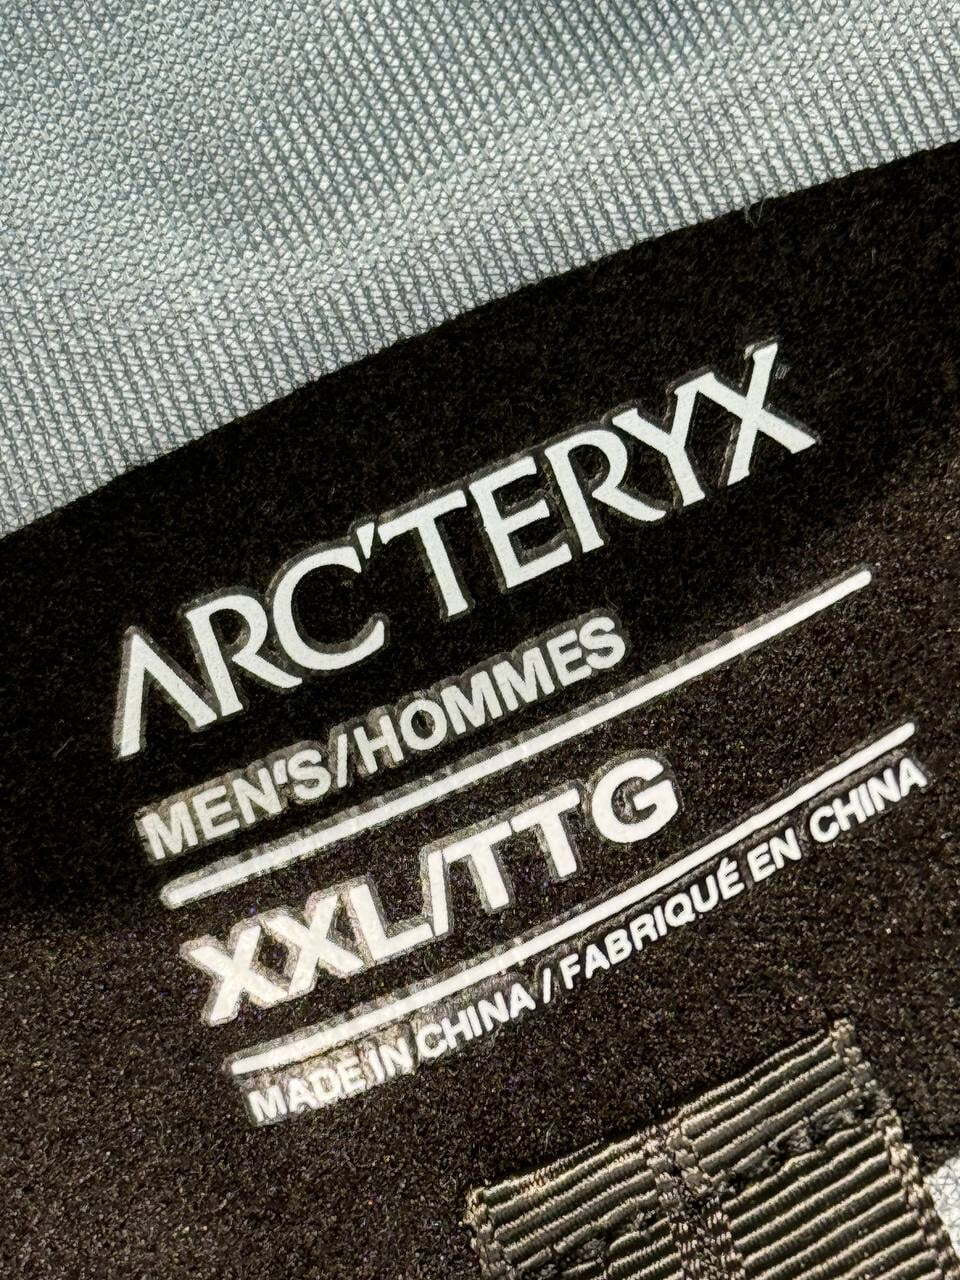 ARC'TERYX
MEN'S/HOMMES
XXL/TTG
MADE IN CHINA / FABRIQUÉ EN CHINA